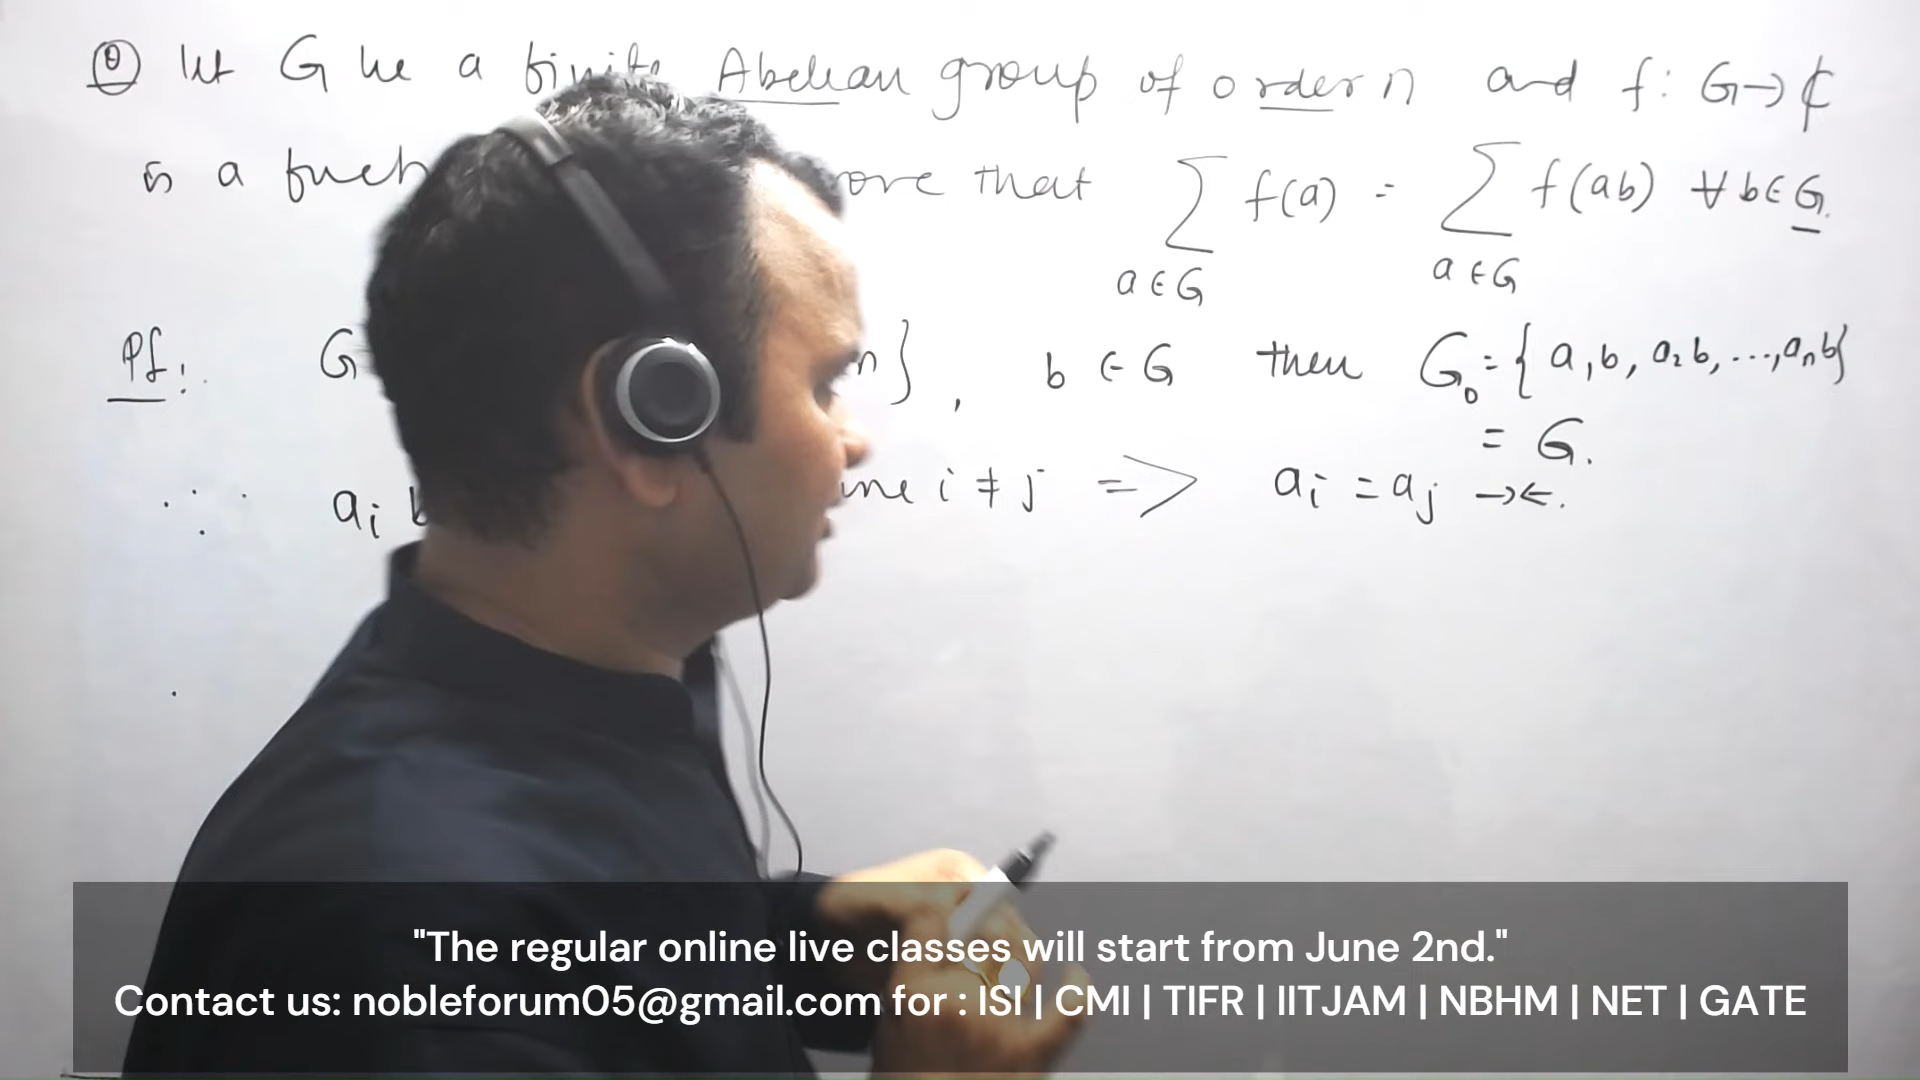 Q let G be a finite Abelian group of order n and f: G→ ₵
is a prove that Σ f(a) = Σ f(ab) ∀ b∈G.
a∈G a∈G
Pf: G n}, b ∈ G then G₀ = {a₁b, a₂b, ..., aₙb}
= G.
∴ aᵢ b i ≠ j => aᵢ = aⱼ →←.
"The regular online live classes will start from June 2nd."
Contact us: nobleforum05@gmail.com for : ISI | CMI | TIFR | IITJAM | NBHM | NET | GATE